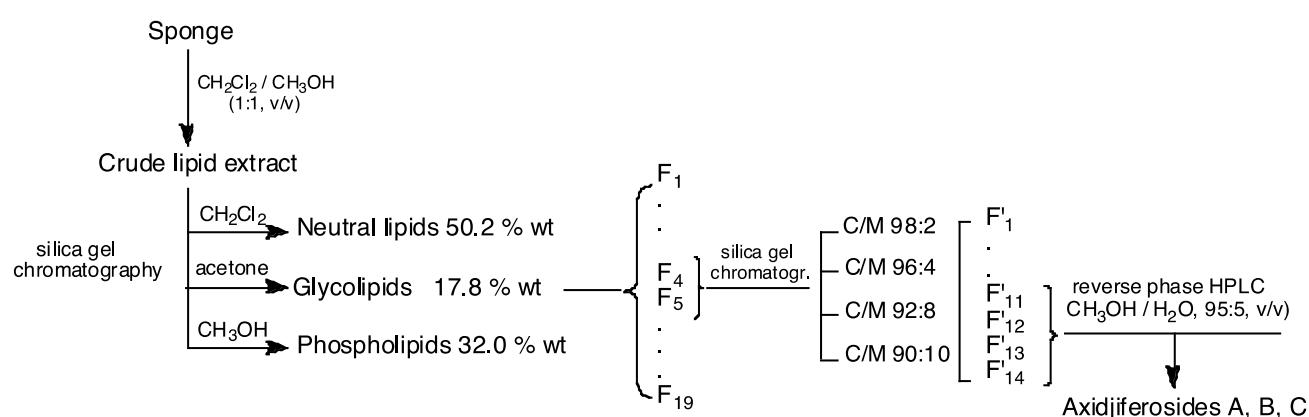 Sponge
CH₂Cl₂ / CH₃OH
(1:1, v/v)
Crude lipid extract
silica gel
chromatography
CH₂Cl₂
Neutral lipids 50.2 % wt
acetone
Glycolipids 17.8 % wt
CH₃OH
Phospholipids 32.0 % wt
F₁
.
.
F₄
F₅
.
.
.
F₁₉
silica gel
chromatogr.
C/M 98:2
C/M 96:4
C/M 92:8
C/M 90:10
F'₁
.
.
F'₁₁
F'₁₂
F'₁₃
F'₁₄
reverse phase HPLC
CH₃OH / H₂O, 95:5, v/v)
Axidjiferosides A, B, C